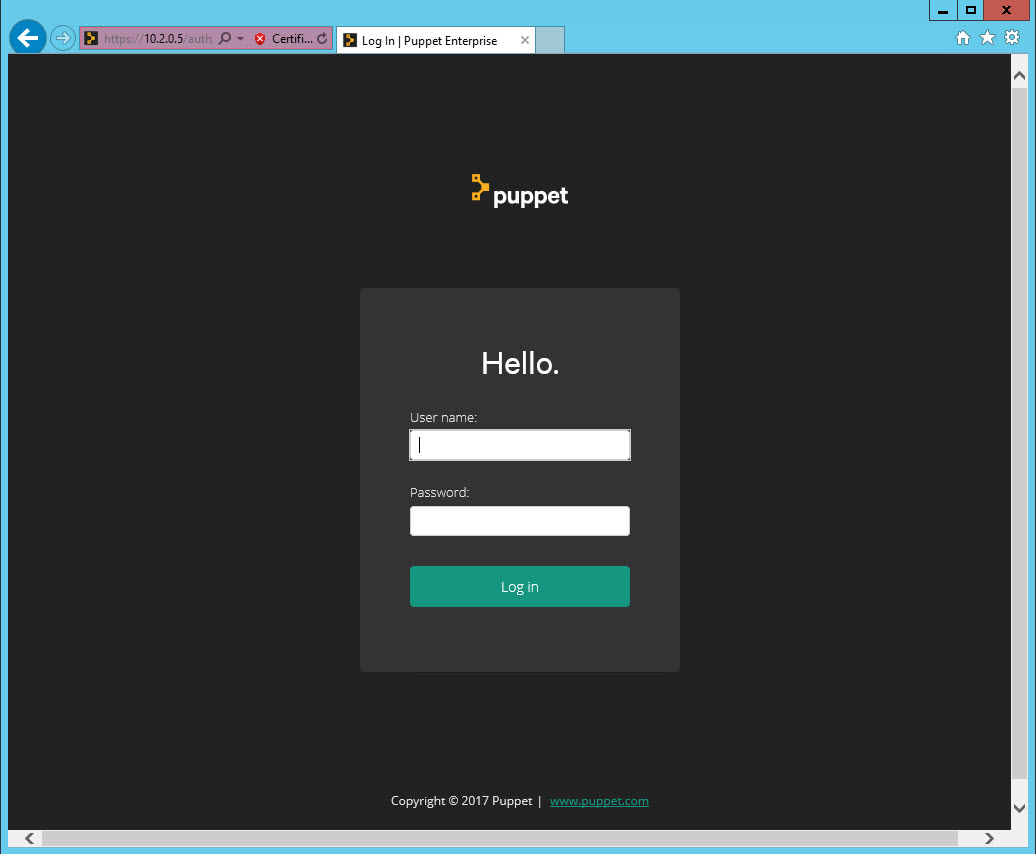 https://10.2.0.5/auth
Certifi...
Log In | Puppet Enterprise
puppet
Hello.
User name:
Password:
Log in
Copyright © 2017 Puppet | www.puppet.com